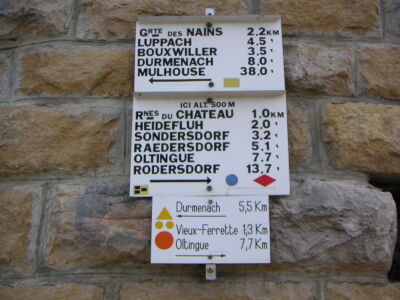 GRTE DES NAINS 2.2 KM
LUPPACH 4.5 '
BOUXWILLER 3.5 '
DURMENACH 8.0 '
MULHOUSE 38.0 '
ICI ALT. 500 M
RNES DU CHATEAU 1.0 KM
HEIDEFLUH 2.0 '
SONDERSDORF 3.2 '
RAEDERSDORF 5.1 '
OLTINGUE 7.7 '
RODERSDORF 13.7 '
Durmenach 5,5 Km
Vieux-Ferrette 1,3 Km
Oltingue 7,7 Km